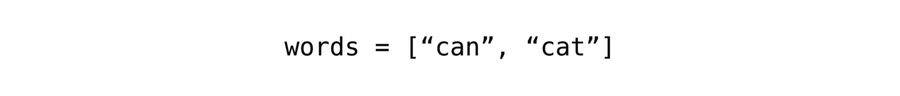 words = [“can”, “cat”]